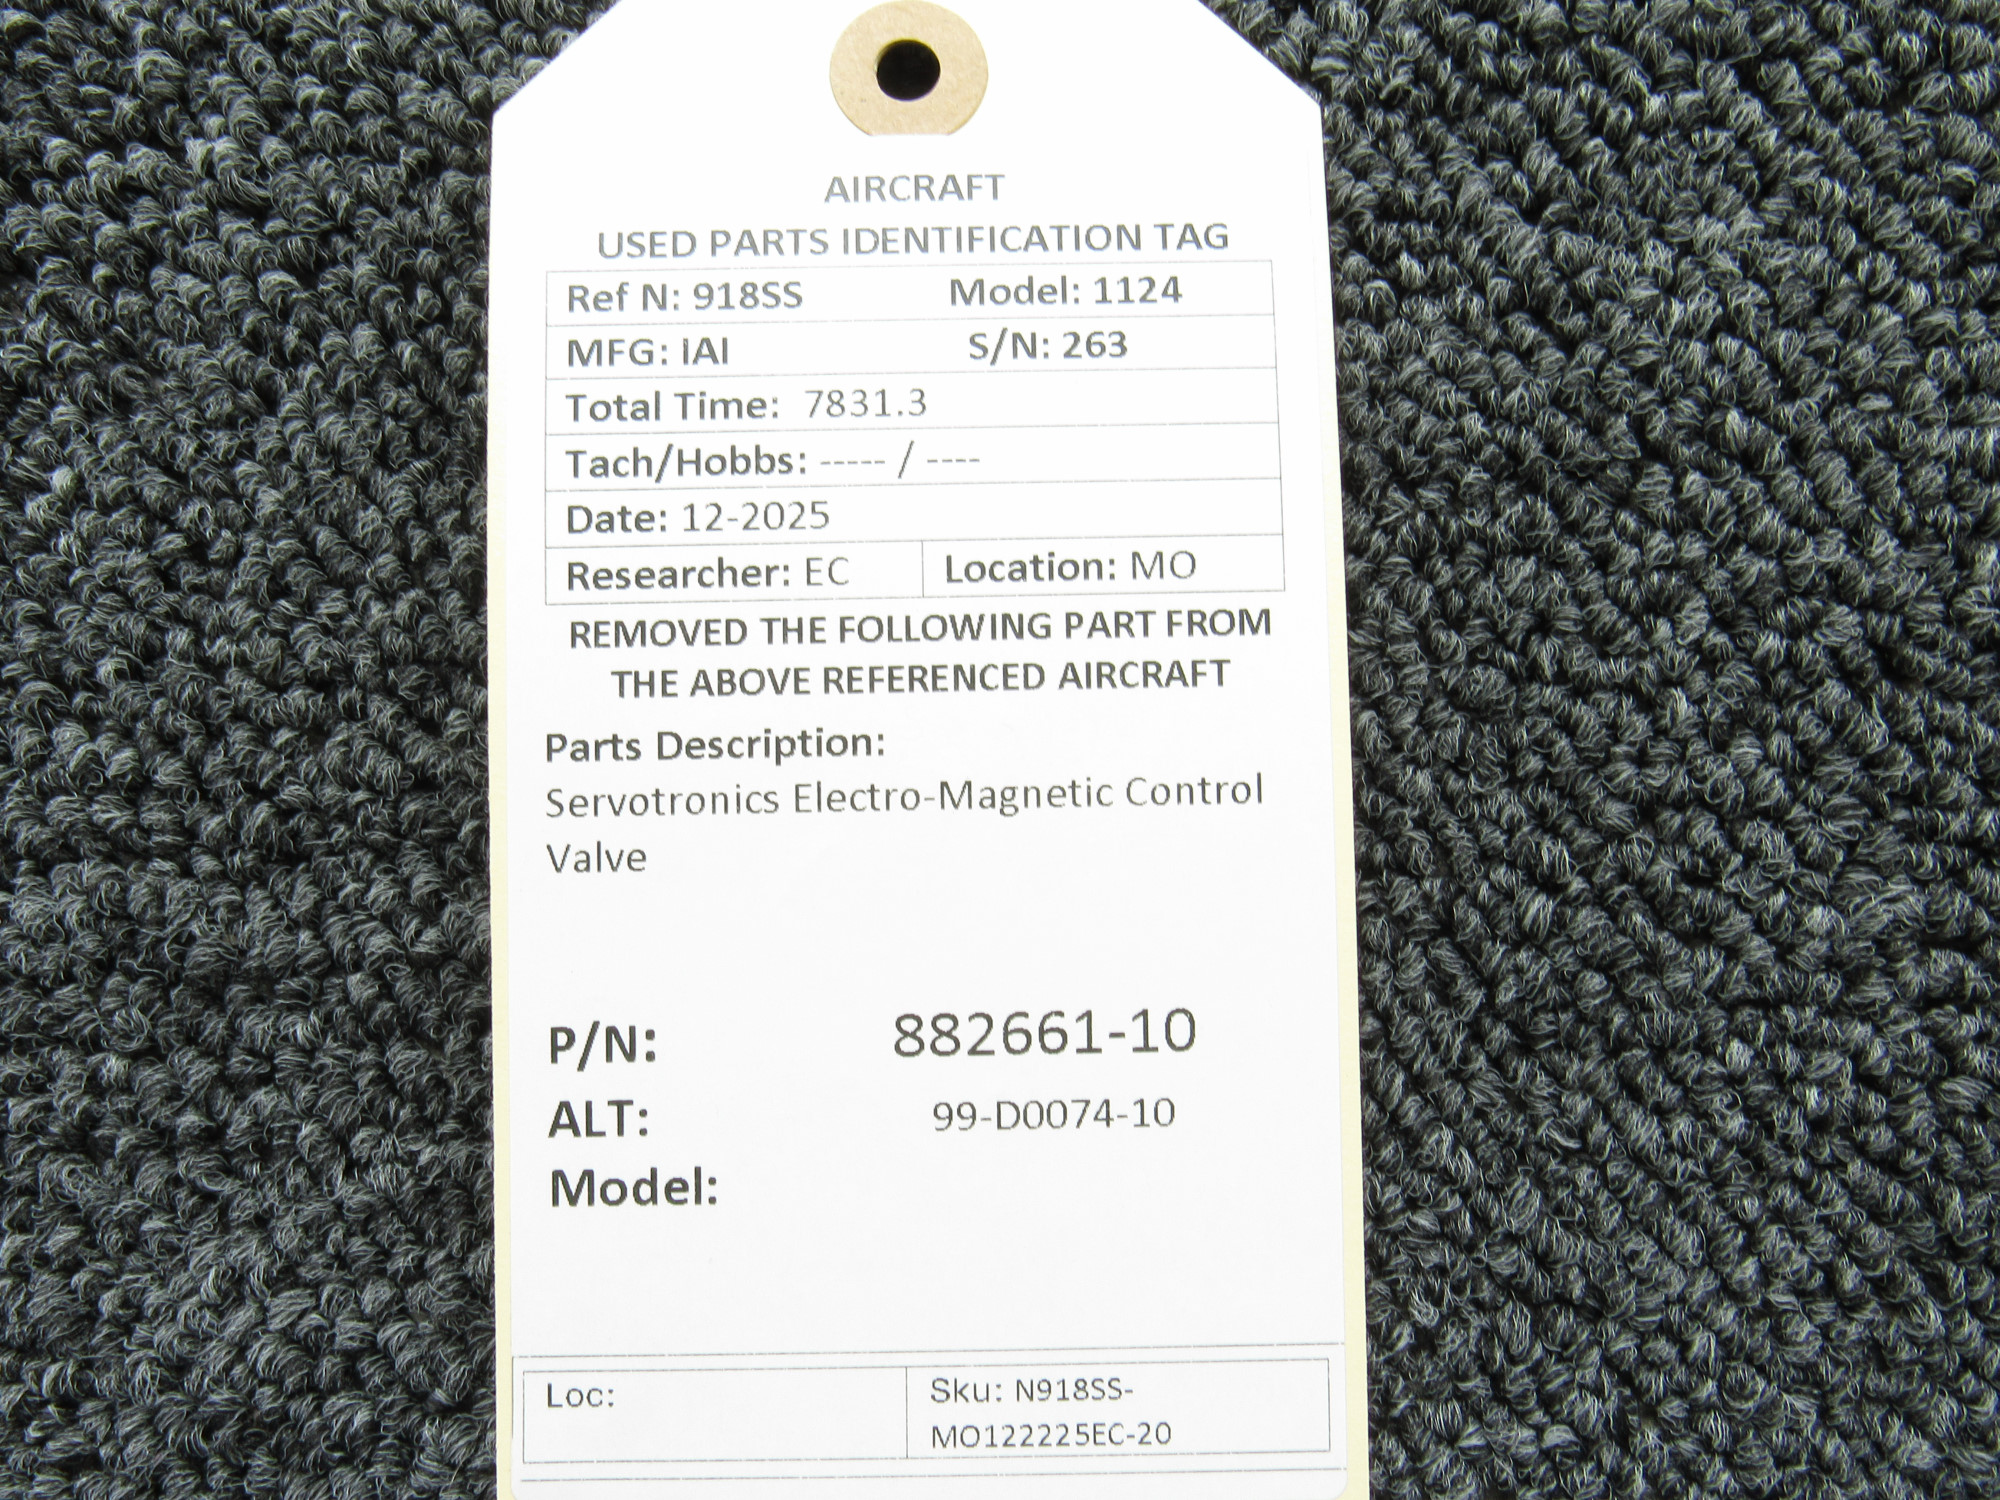 AIRCRAFT
USED PARTS IDENTIFICATION TAG
Ref N: 918SS Model: 1124
MFG: IAI S/N: 263
Total Time: 7831.3
Tach/Hobbs: ----- / ----
Date: 12-2025
Researcher: EC Location: MO
REMOVED THE FOLLOWING PART FROM
THE ABOVE REFERENCED AIRCRAFT
Parts Description:
Servotronics Electro-Magnetic Control
Valve
P/N: 882661-10
ALT: 99-D0074-10
Model:
Loc: Sku: N918SS-
MO122225EC-20